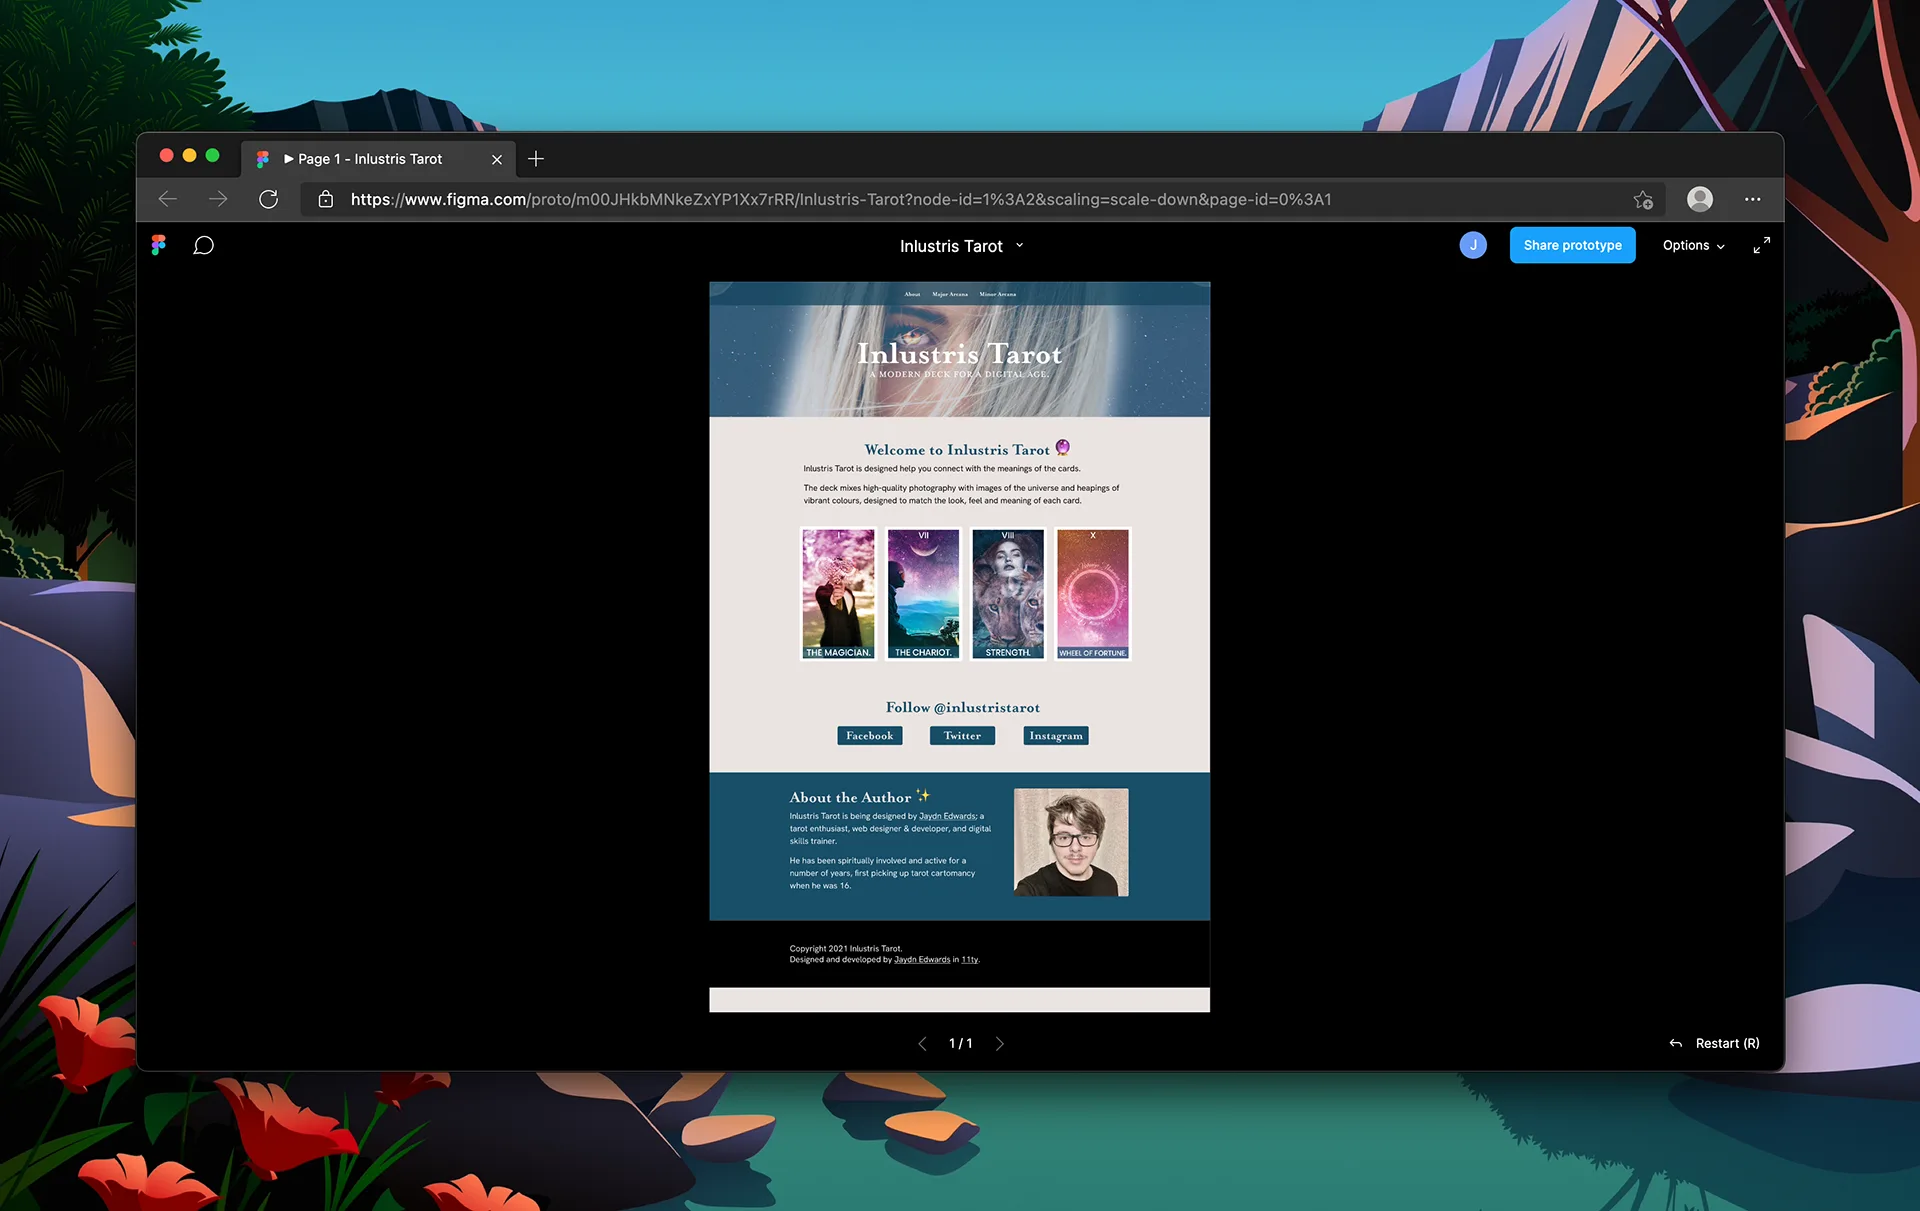 Page 1 - Inlustris Tarot
https://www.figma.com/proto/m00JHkbMNkeZxYP1Xx7rRR/Inlustris-Tarot?node-id=1%3A2&scaling=scale-down&page-id=0%3A1
Inlustris Tarot
J
Share prototype
Options
About Major Arcana Minor Arcana
Inlustris Tarot
A MODERN DECK FOR A DIGITAL AGE.
Welcome to Inlustris Tarot 🔮
Inlustris Tarot is designed help you connect with the meanings of the cards.
The deck mixes high-quality photography with images of the universe and heapings of
vibrant colours, designed to match the look, feel and meaning of each card.
I
THE MAGICIAN.
VII
THE CHARIOT.
VIII
STRENGTH.
X
WHEEL OF FORTUNE.
Follow @inlustristarot
Facebook Twitter Instagram
About the Author ✨
Inlustris Tarot is being designed by Jaydn Edwards; a
tarot enthusiast, web designer & developer, and digital
skills trainer.
He has been spiritually involved and active for a
number of years, first picking up tarot cartomancy
when he was 16.
Copyright 2021 Inlustris Tarot.
Designed and developed by Jaydn Edwards in 11ty.
1 / 1
Restart (R)